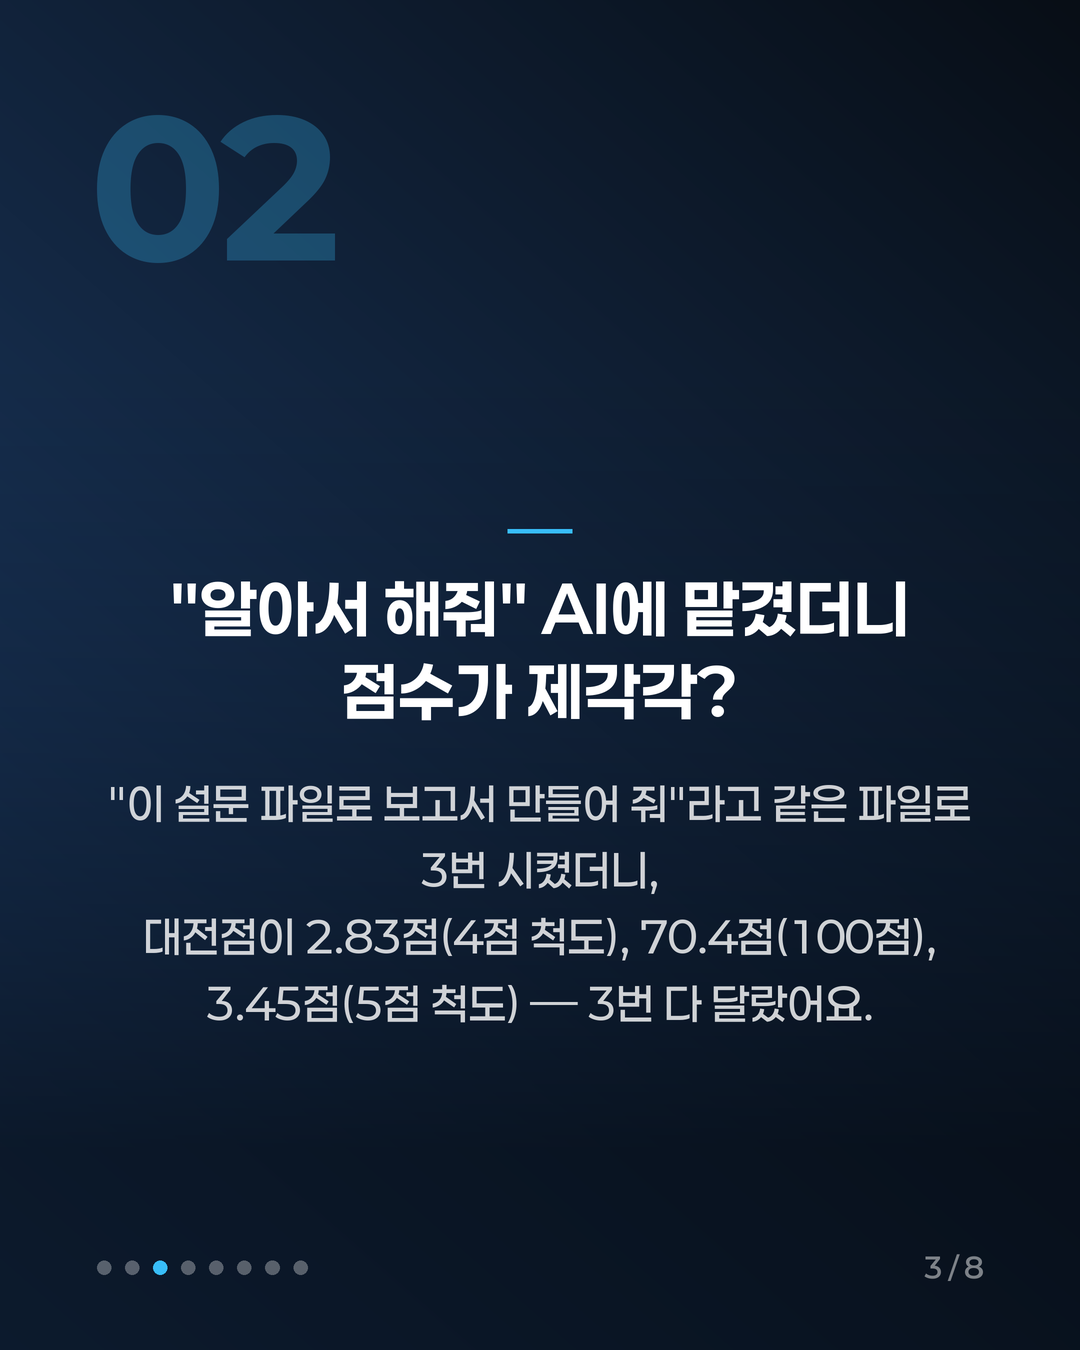 02
"알아서 해줘" AI에 맡겼더니
점수가 제각각?
"이 설문 파일로 보고서 만들어 줘"라고 같은 파일로
3번 시켰더니,
대전점이 2.83점(4점 척도), 70.4점(100점),
3.45점(5점 척도) — 3번 다 달랐어요.
3/8